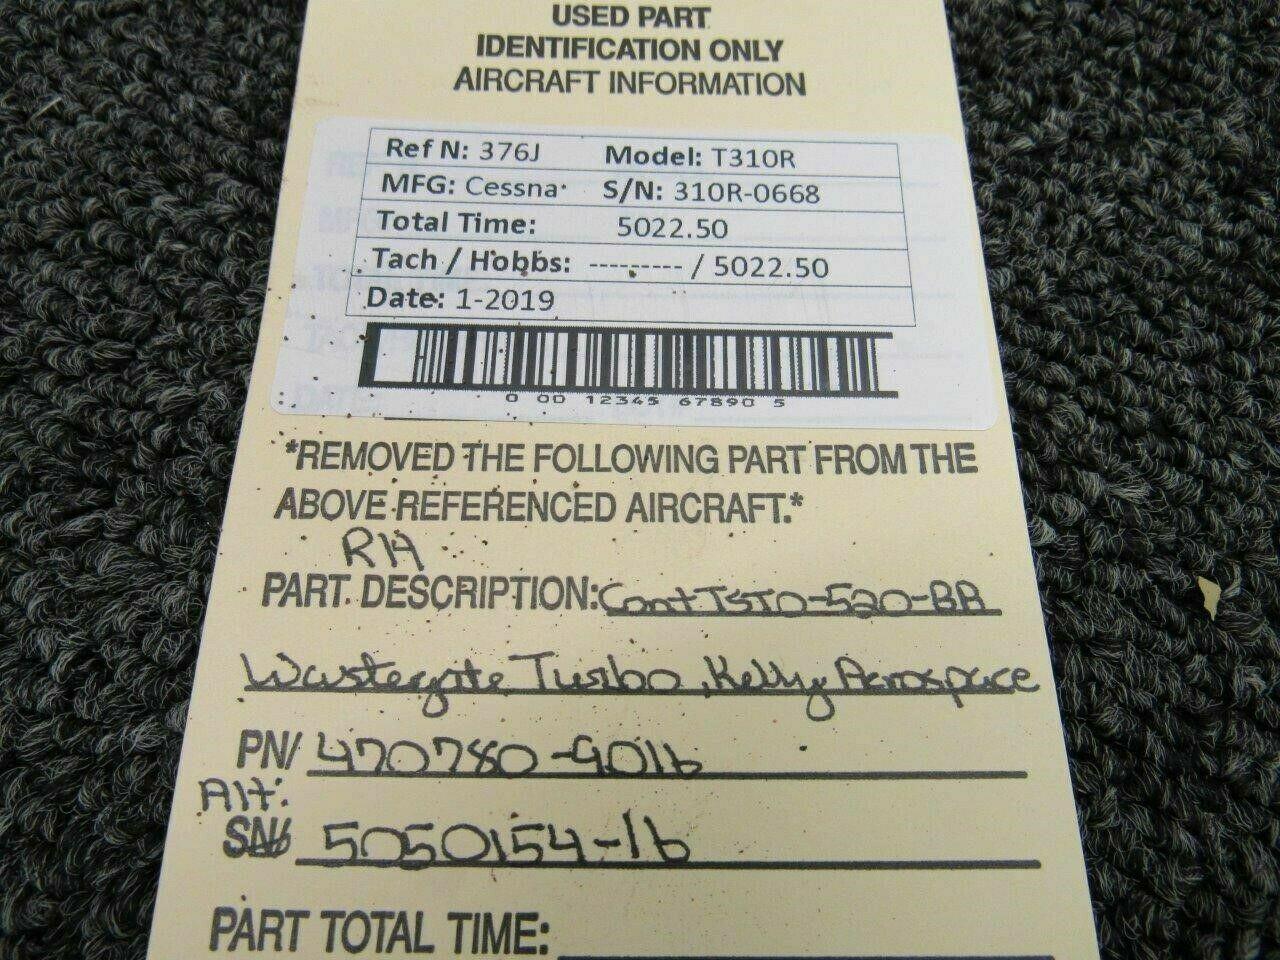 USED PART
IDENTIFICATION ONLY
AIRCRAFT INFORMATION
Ref N: 376J Model: T310R
MFG: Cessna S/N: 310R-0668
Total Time: 5022.50
Tach / Hobbs: --------- / 5022.50
Date: 1-2019
0 00 12345 67890 5
*REMOVED THE FOLLOWING PART FROM THE
ABOVE REFERENCED AIRCRAFT.*
RH
PART DESCRIPTION: Cont TSIO-520-BB
Wastegate Turbo, Kelly Aerospace
PN/ 470780-9016
Alt:
SN/ 5050154-16
PART TOTAL TIME: